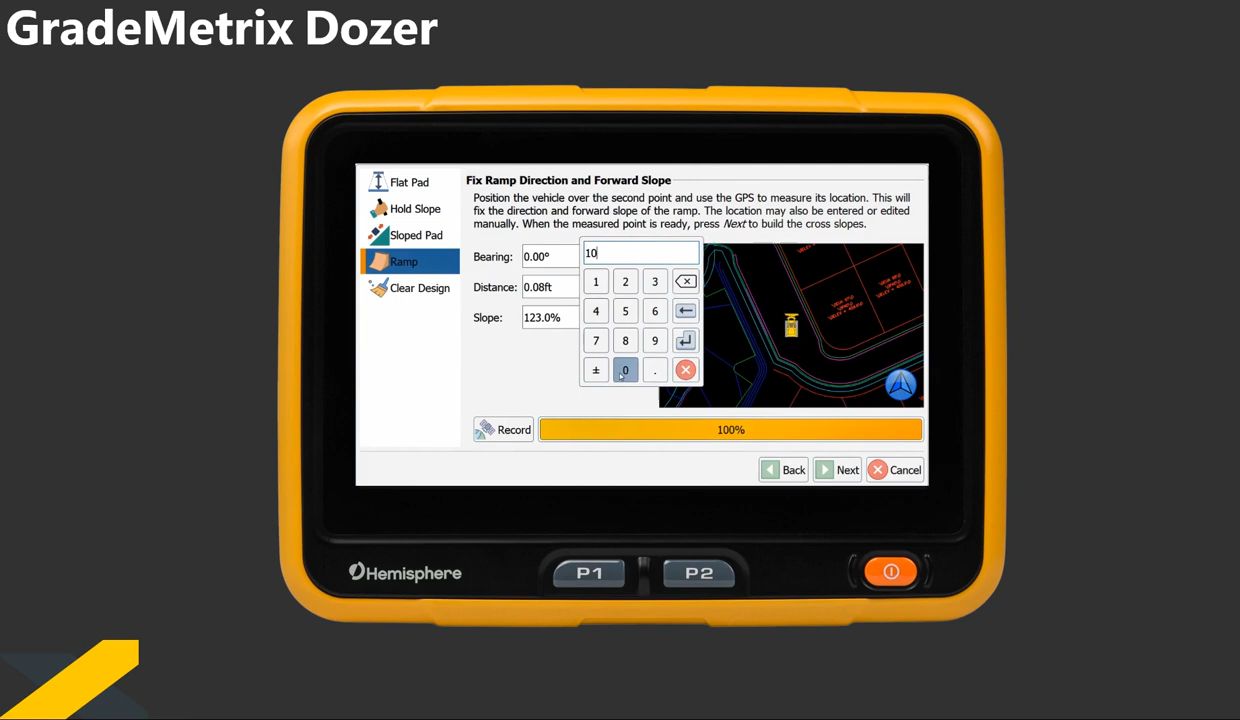 GradeMetrix Dozer
Flat Pad
Hold Slope
Sloped Pad
Ramp
Clear Design
Fix Ramp Direction and Forward Slope
Position the vehicle over the second point and use the GPS to measure its location. This will
fix the direction and forward slope of the ramp. The location may also be entered or edited
manually. When the measured point is ready, press Next to build the cross slopes.
Bearing: 0.00°
Distance: 0.08ft
Slope: 123.0%
10
1 2 3
4 5 6
7 8 9
± 0 .
Record 100%
Back Next Cancel
Hemisphere
P1 P2